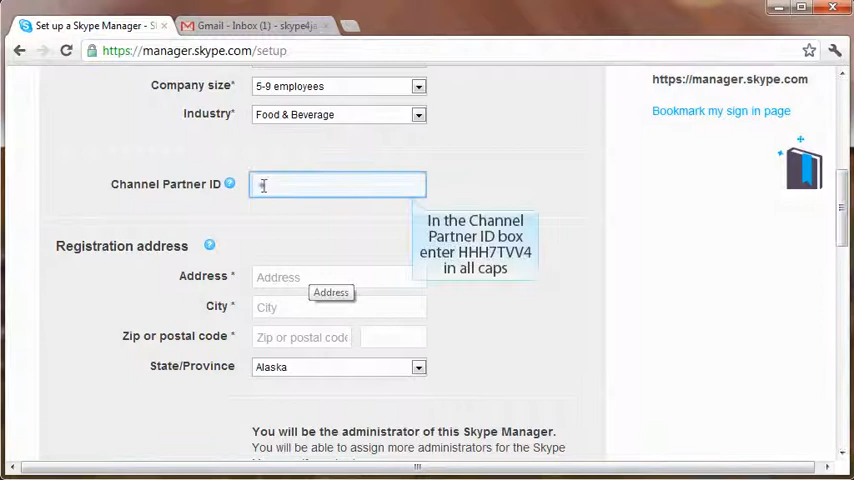 Set up a Skype Manager - S
Gmail - Inbox (1) - skype4ja
https://manager.skype.com/setup
Company size* 5-9 employees
https://manager.skype.com
Industry* Food & Beverage
Bookmark my sign in page
Channel Partner ID ?
In the Channel
Partner ID box
enter HHH7TVV4
in all caps
Registration address ?
Address * Address
Address
City * City
Zip or postal code * Zip or postal code
State/Province Alaska
You will be the administrator of this Skype Manager.
You will be able to assign more administrators for the Skype